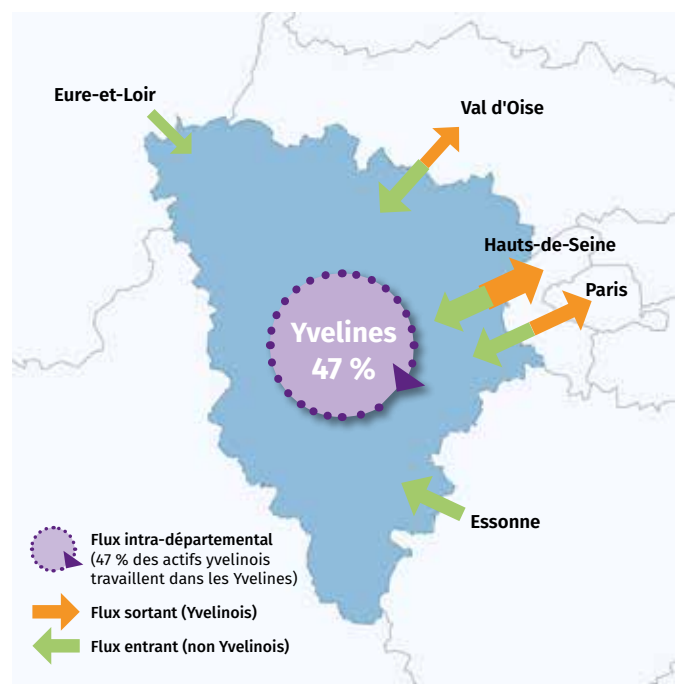 Eure-et-Loir
Val d'Oise
Hauts-de-Seine
Paris
Yvelines
47 %
Essonne
Flux intra-départemental
(47 % des actifs yvelinois
travaillent dans les Yvelines)
Flux sortant (Yvelinois)
Flux entrant (non Yvelinois)